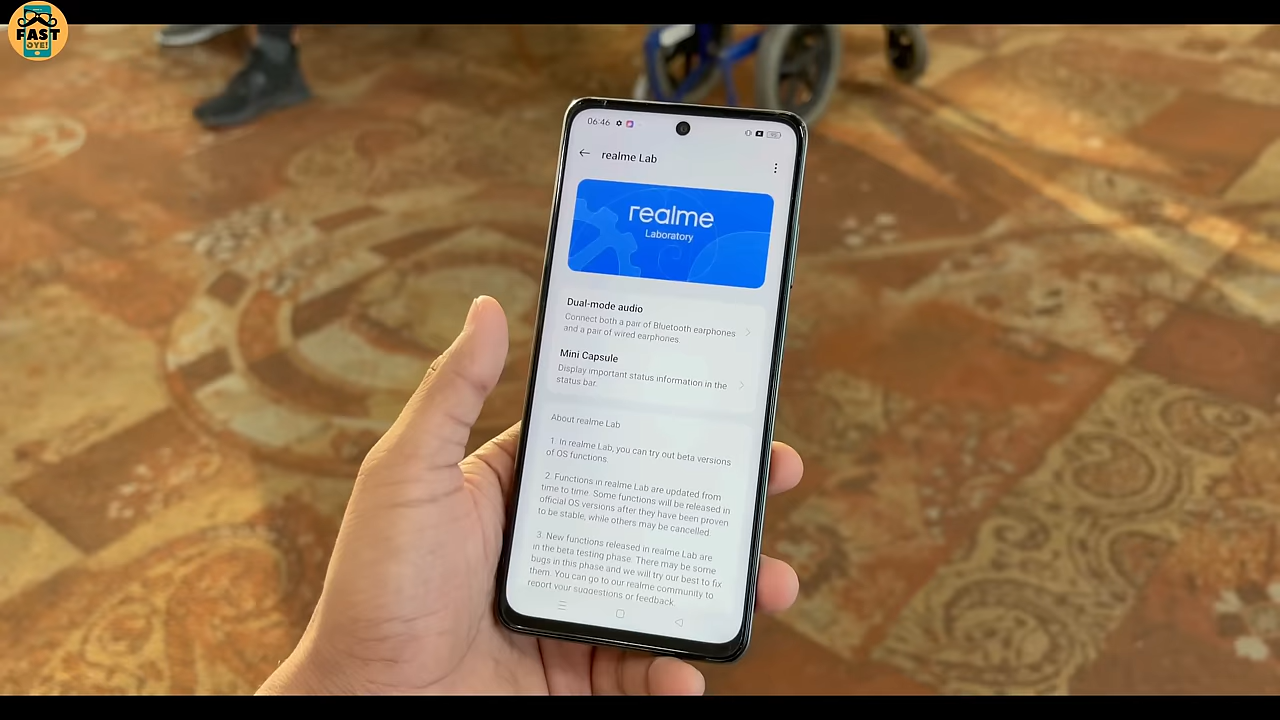 FAST
OYE!
06:46
realme Lab
realme
Laboratory
Dual-mode audio
Connect both a pair of Bluetooth earphones
and a pair of wired earphones.
Mini Capsule
Display important status information in the
status bar.
About realme Lab
1. In realme Lab, you can try out beta versions
of OS functions.
2. Functions in realme Lab are updated from
time to time. Some functions will be released in
official OS versions after they have been proven
to be stable, while others may be cancelled.
3. New functions released in realme Lab are
in the beta testing phase. There may be some
bugs in this phase and we will try our best to fix
them. You can go to our realme community to
report your suggestions or feedback.